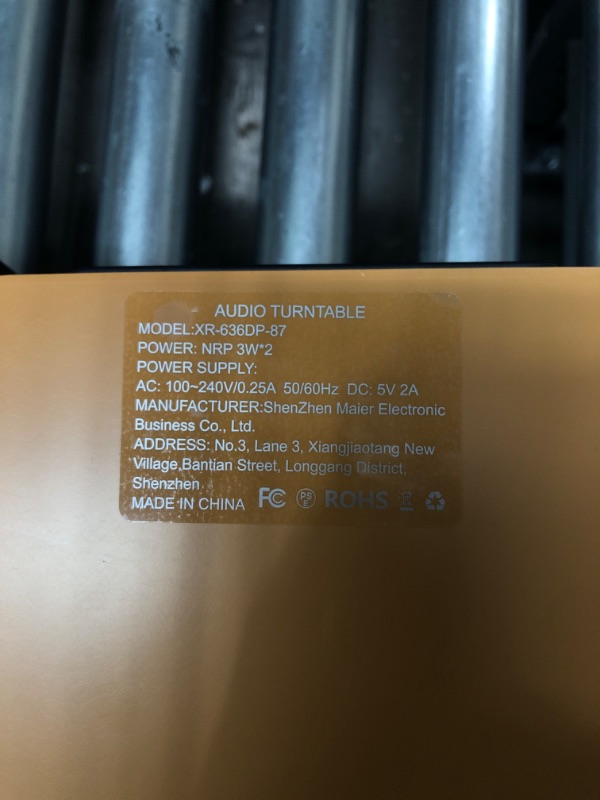 AUDIO TURNTABLE
MODEL:XR-636DP-87
POWER: NRP 3W*2
POWER SUPPLY:
AC: 100~240V/0.25A 50/60Hz DC: 5V 2A
MANUFACTURER:ShenZhen Maier Electronic
Business Co., Ltd.
ADDRESS: No.3, Lane 3, Xiangjiaotang New
Village,Bantian Street, Longgang District,
Shenzhen
MADE IN CHINA FC PSE ROHS